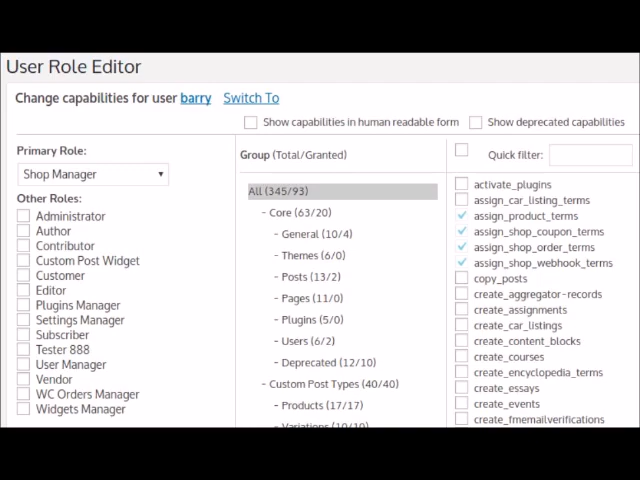 User Role Editor
Change capabilities for user barry Switch To
Show capabilities in human readable form Show deprecated capabilities
Primary Role:
Shop Manager
Other Roles:
Administrator
Author
Contributor
Custom Post Widget
Customer
Editor
Plugins Manager
Settings Manager
Subscriber
Tester 888
User Manager
Vendor
WC Orders Manager
Widgets Manager
Group (Total/Granted)
All (345/93)
- Core (63/20)
- General (10/4)
- Themes (6/0)
- Posts (13/2)
- Pages (11/0)
- Plugins (5/0)
- Users (6/2)
- Deprecated (12/10)
- Custom Post Types (40/40)
- Products (17/17)
- Variations (10/10)
Quick filter:
activate_plugins
assign_car_listing_terms
assign_product_terms
assign_shop_coupon_terms
assign_shop_order_terms
assign_shop_webhook_terms
copy_posts
create_aggregator-records
create_assignments
create_car_listings
create_content_blocks
create_courses
create_encyclopedia_terms
create_essays
create_events
create_fmemailverifications